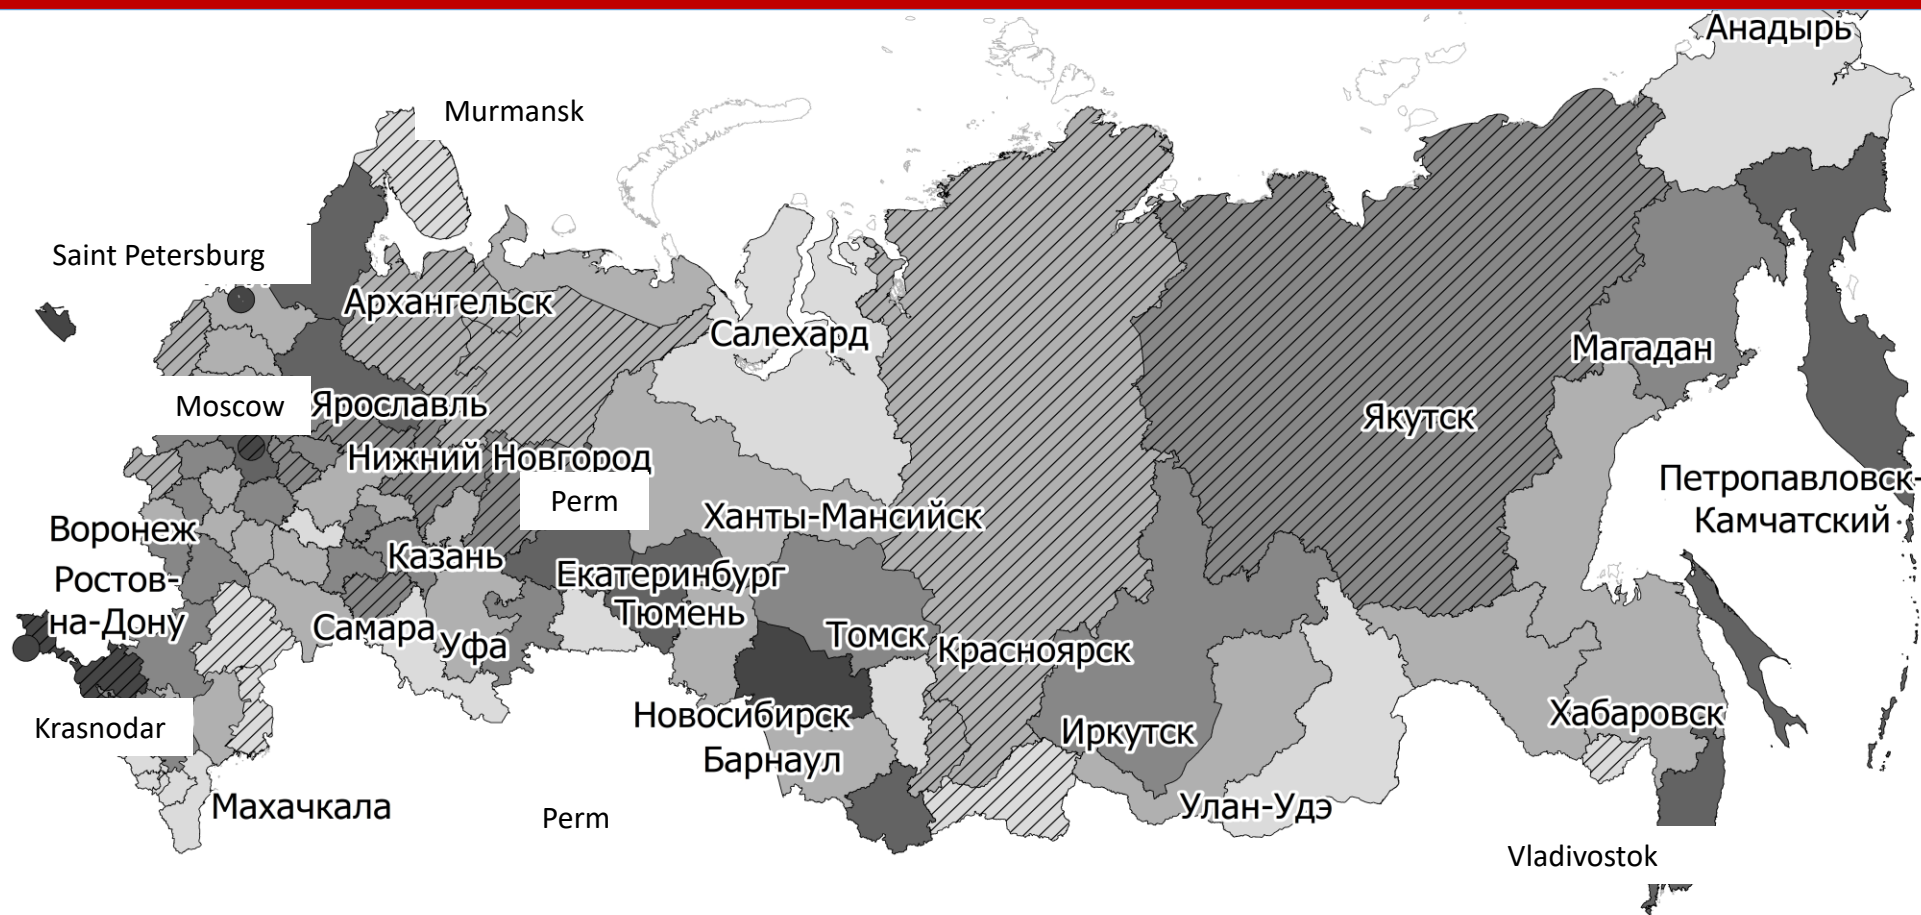 Анадырь
Murmansk
Saint Petersburg
Архангельск
Салехард
Магадан
Moscow
Ярославль
Якутск
Нижний Новгород
Perm
Петропавловск-
Камчатский
Ханты-Мансийск
Воронеж
Казань
Ростов-
на-Дону
Екатеринбург
Тюмень
Самара
Уфа
Томск
Красноярск
Krasnodar
Новосибирск
Барнаул
Иркутск
Хабаровск
Махачкала
Perm
Улан-Удэ
Vladivostok